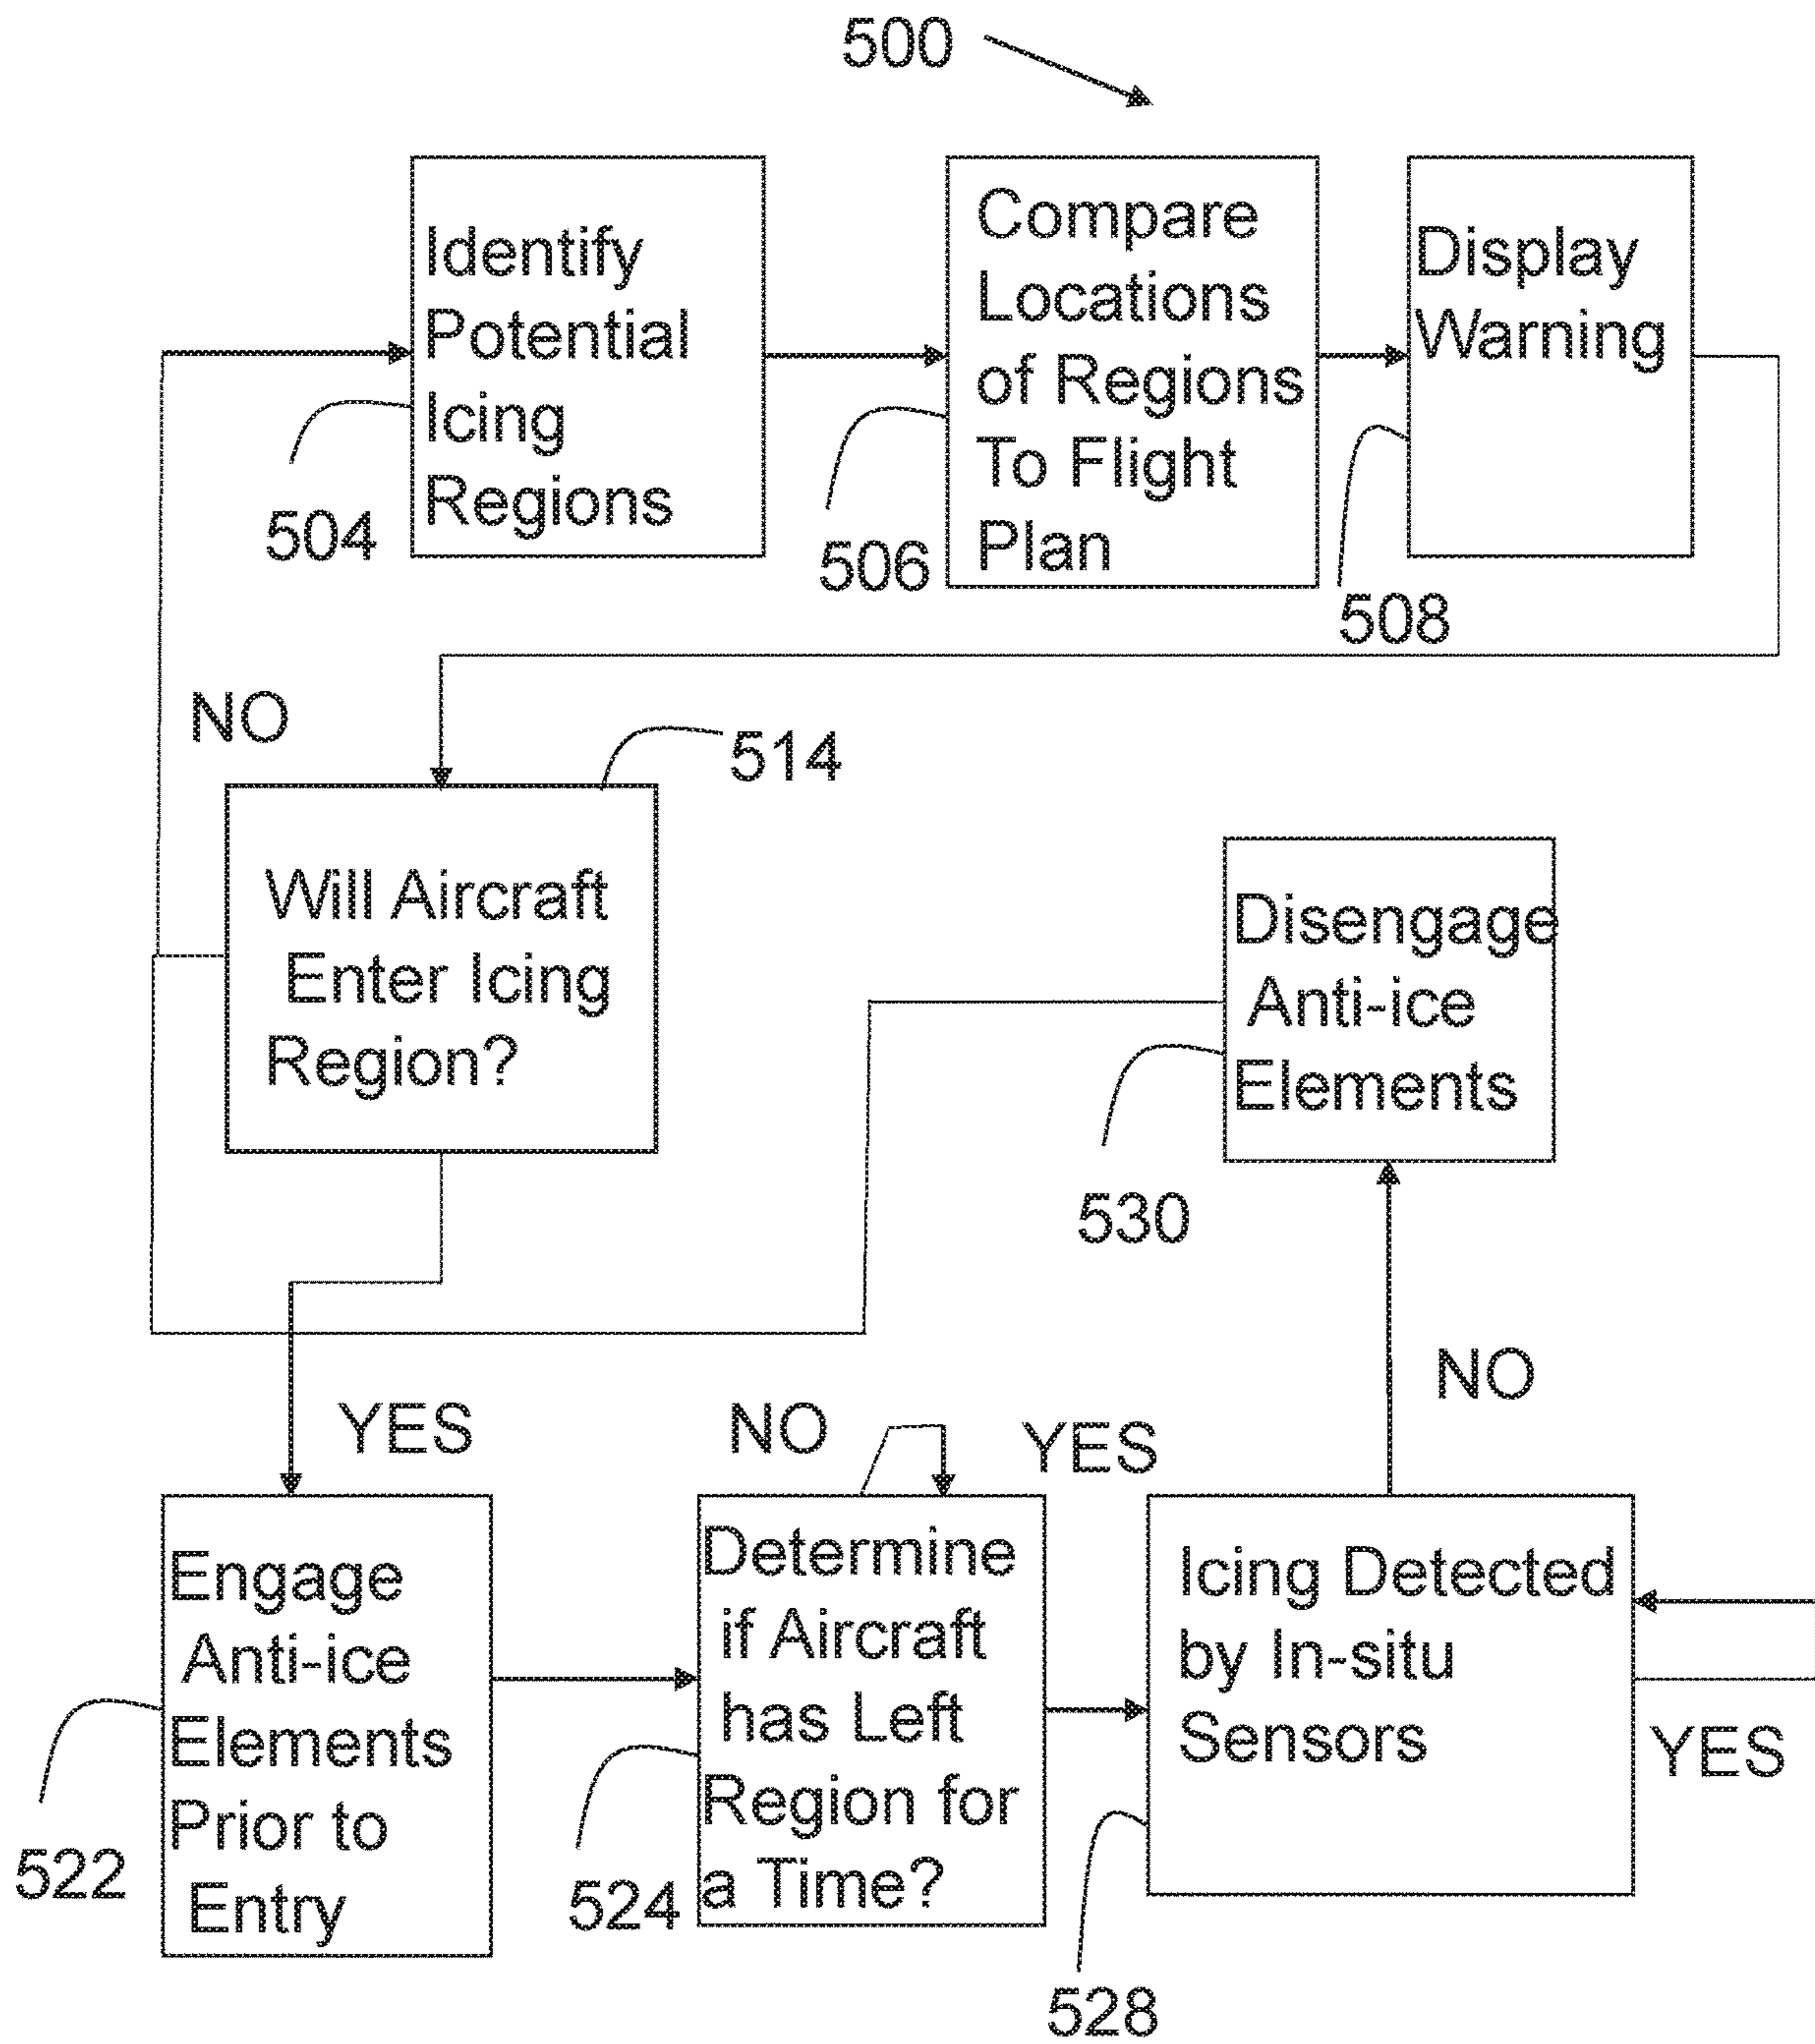 500
Identify
Potential
Icing
Regions
504
Compare
Locations
of Regions
To Flight
Plan
506
Display
Warning
508
NO
514
Will Aircraft
Enter Icing
Region?
Disengage
Anti-ice
Elements
530
YES
NO
YES
NO
Engage
Anti-ice
Elements
Prior to
Entry
522
Determine
if Aircraft
has Left
Region for
a Time?
524
Icing Detected
by In-situ
Sensors
YES
528